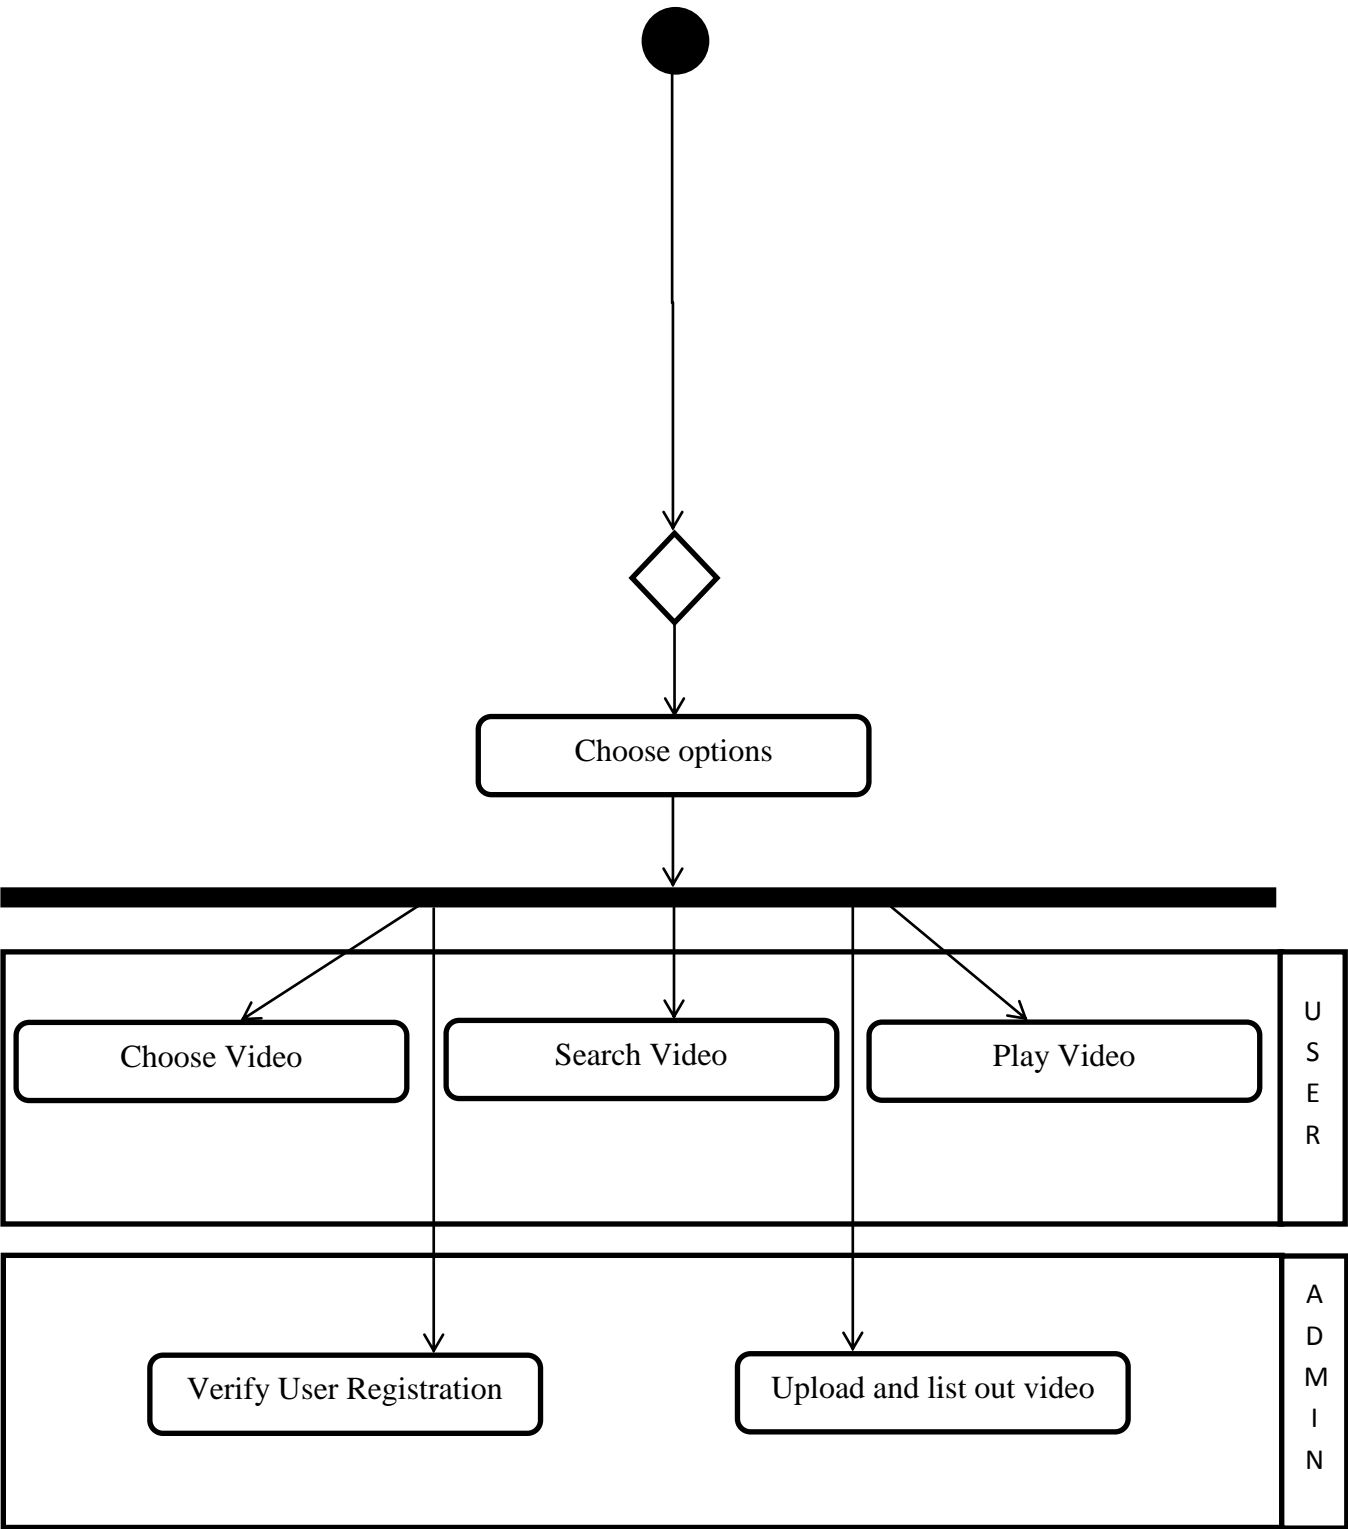 Choose options
Choose Video
Search Video
Play Video
U
S
E
R
Verify User Registration
Upload and list out video
A
D
M
I
N